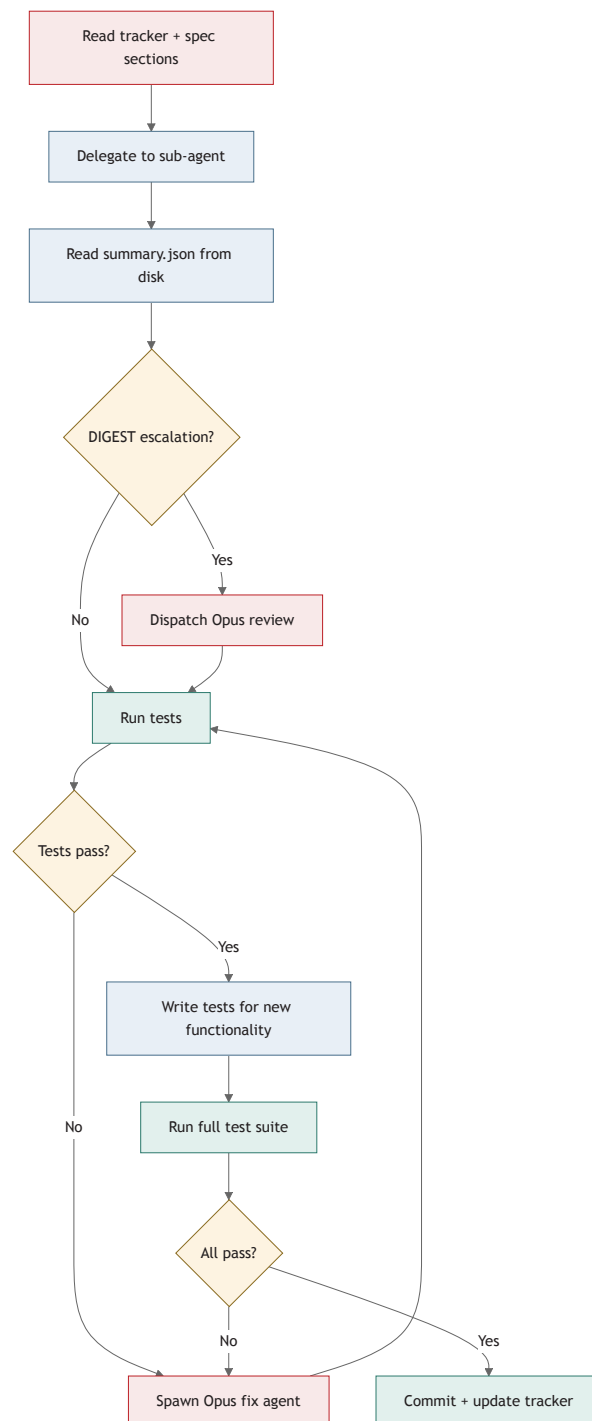 Read tracker + spec
sections
Delegate to sub-agent
Read summary.json from
disk
DIGEST escalation?
Yes
No
Dispatch Opus review
Run tests
Tests pass?
Yes
Write tests for new
functionality
No
Run full test suite
All pass?
No
Yes
Spawn Opus fix agent
Commit + update tracker